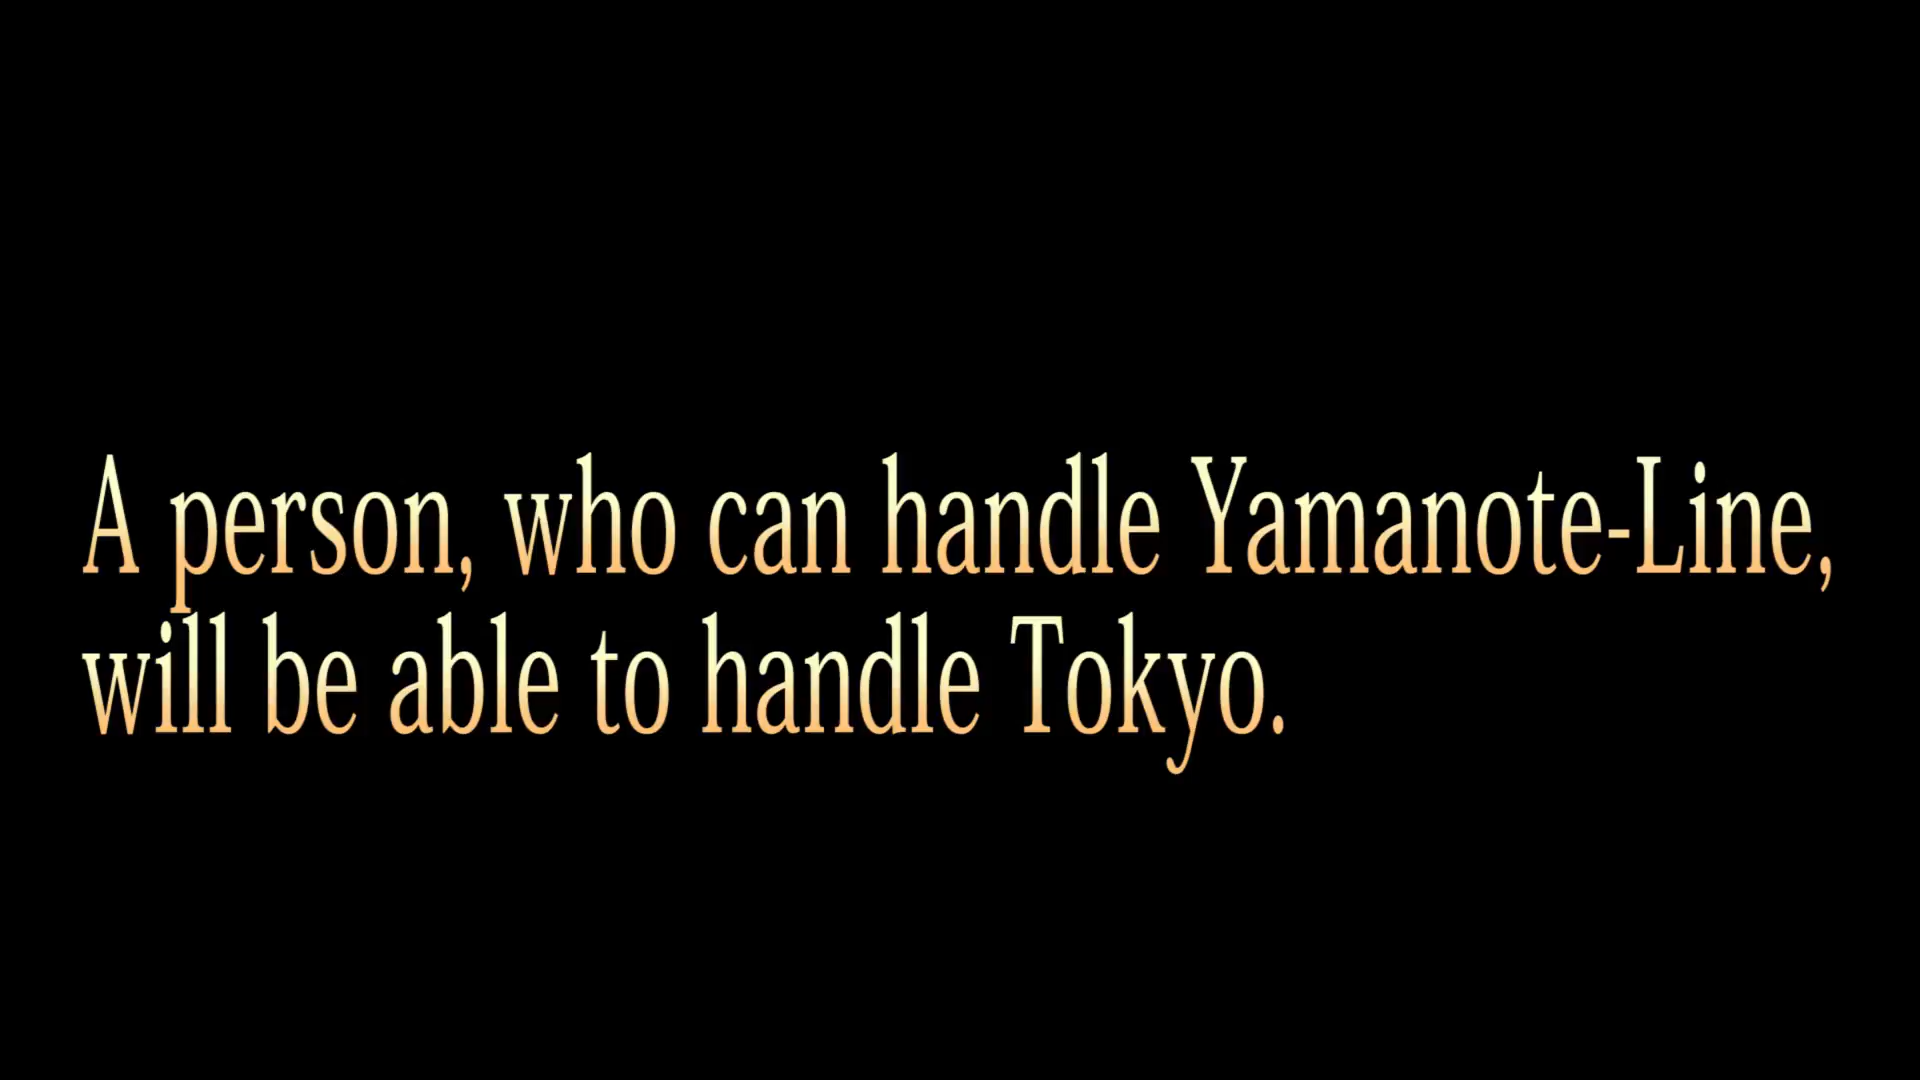 A person, who can handle Yamanote-Line,
will be able to handle Tokyo.